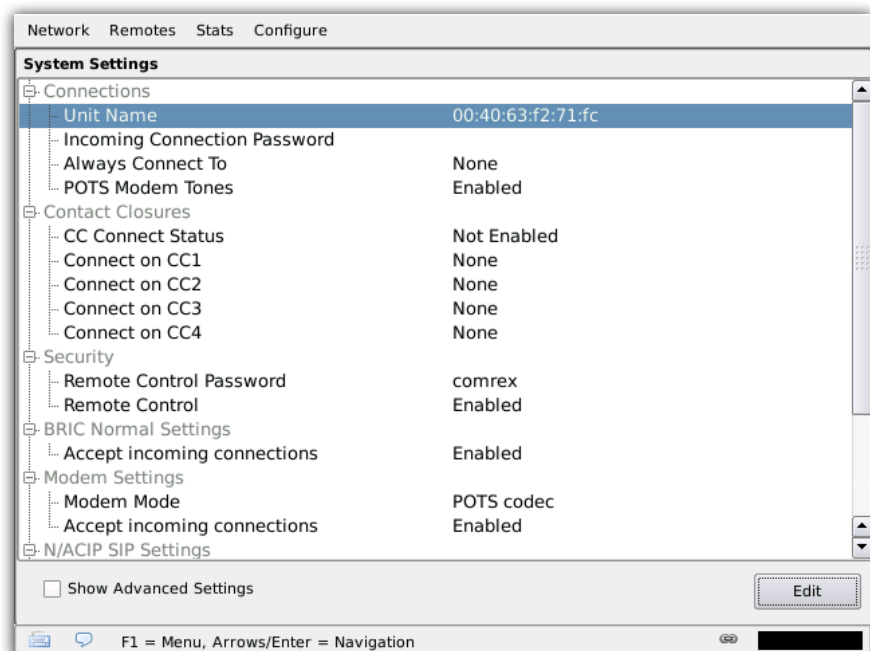 Network Remotes Stats Configure
System Settings
Connections
Unit Name 00:40:63:f2:71:fc
Incoming Connection Password
Always Connect To None
POTS Modem Tones Enabled
Contact Closures
CC Connect Status Not Enabled
Connect on CC1 None
Connect on CC2 None
Connect on CC3 None
Connect on CC4 None
Security
Remote Control Password comrex
Remote Control Enabled
BRIC Normal Settings
Accept incoming connections Enabled
Modem Settings
Modem Mode POTS codec
Accept incoming connections Enabled
N/ACIP SIP Settings
Show Advanced Settings Edit
F1 = Menu, Arrows/Enter = Navigation